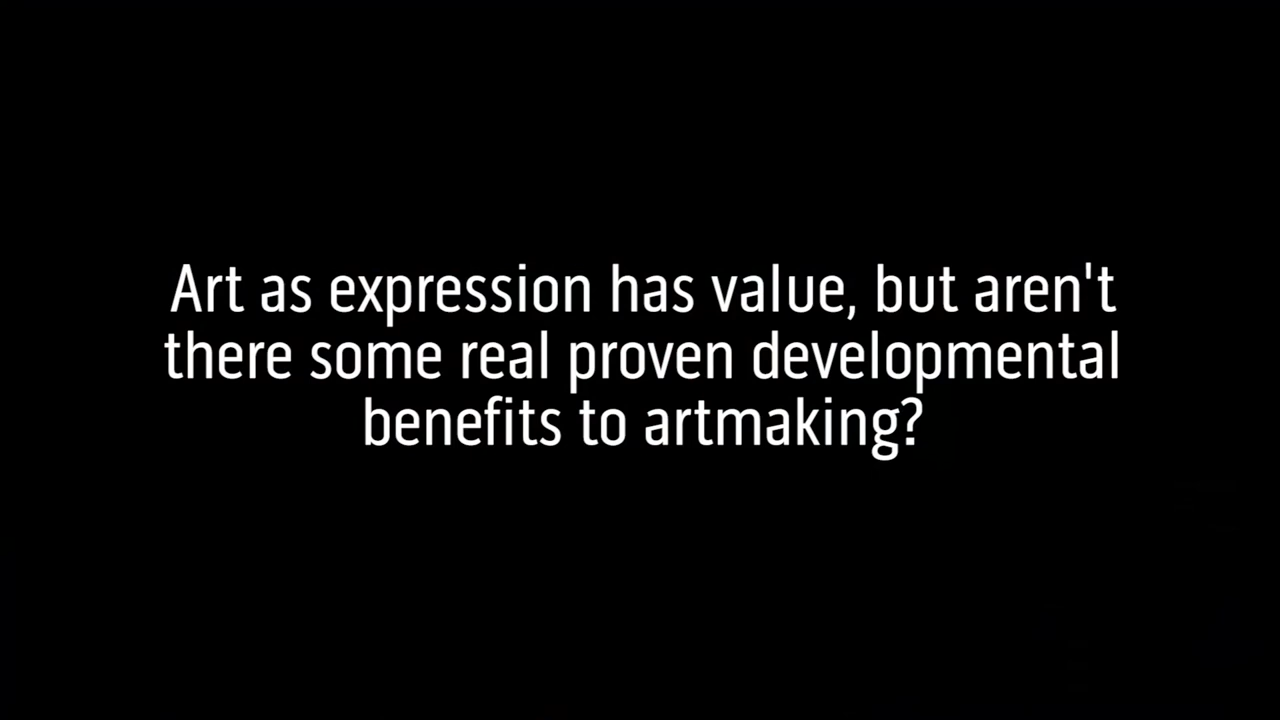 Art as expression has value, but aren't
there some real proven developmental
benefits to artmaking?